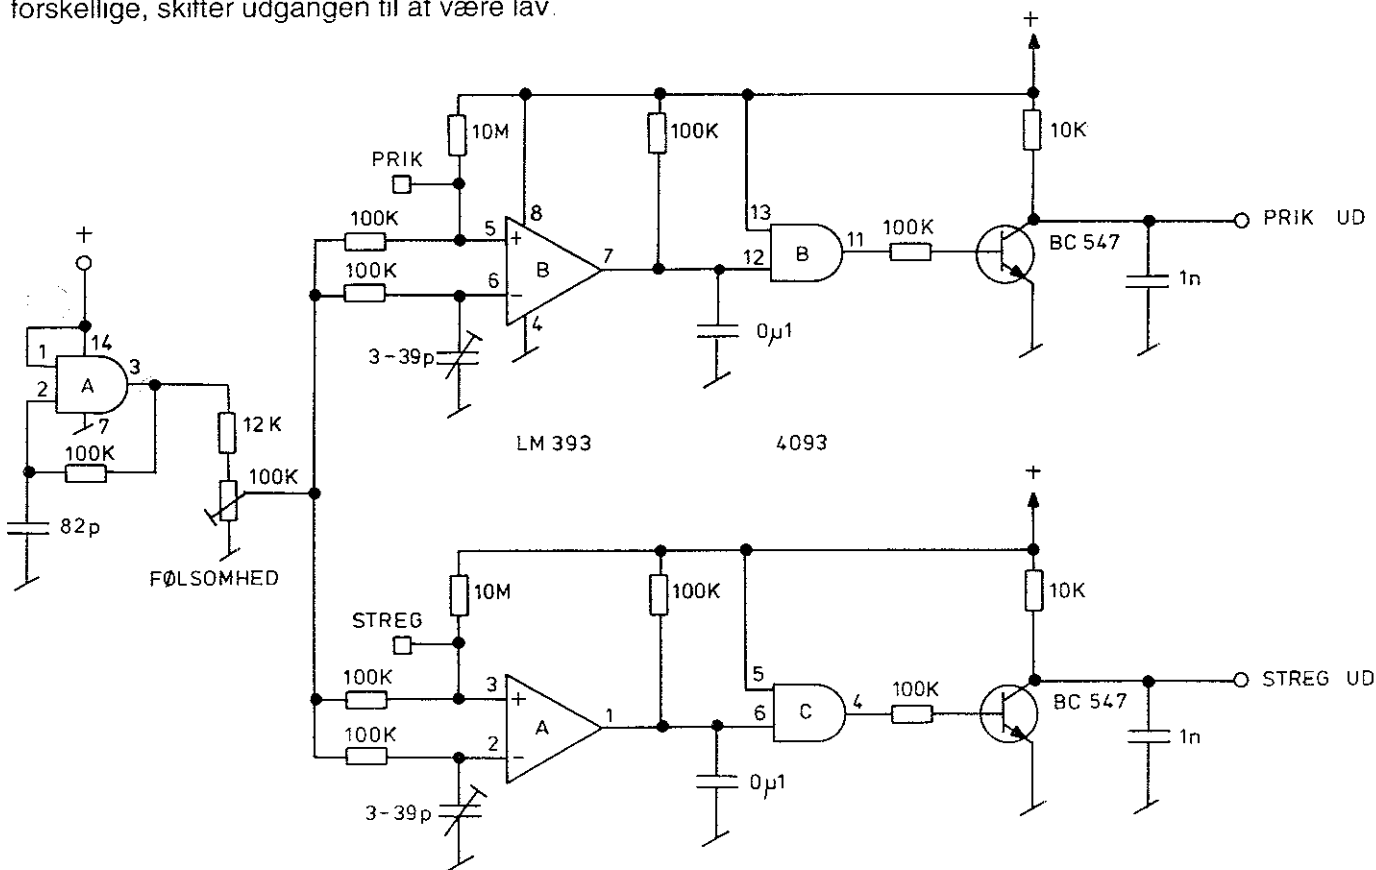 forskellige, skifter udgangen til at være lav.
+
10M
100K
10K
PRIK
8
13
100K
5
+
B
7
12
B
11
100K
BC 547
PRIK UD
+
100K
6
−
4
1n
14
1
A
3
2
7
3-39p
0µ1
12K
100K
100K
LM 393
4093
82p
+
FØLSOMHED
10M
100K
10K
STREG
5
100K
3
+
A
1
6
C
4
100K
BC 547
STREG UD
100K
2
−
1n
3-39p
0µ1